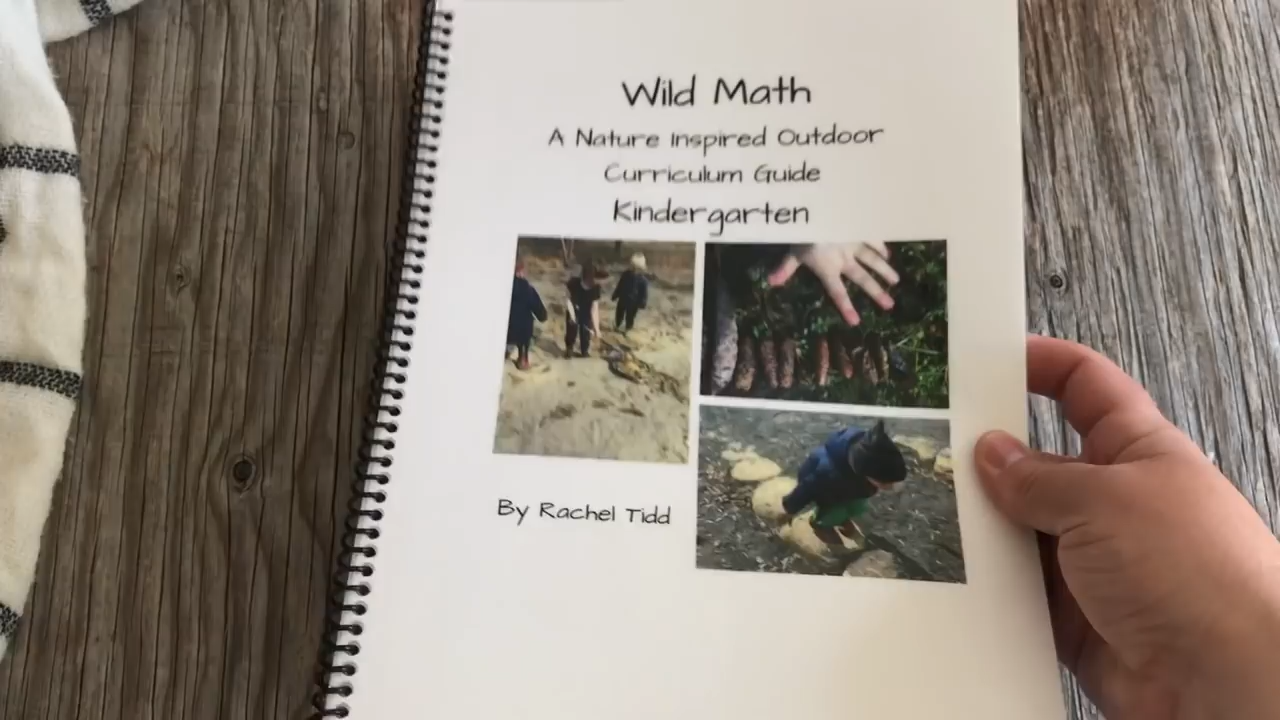 Wild Math
A Nature Inspired Outdoor
Curriculum Guide
Kindergarten
By Rachel Tidd